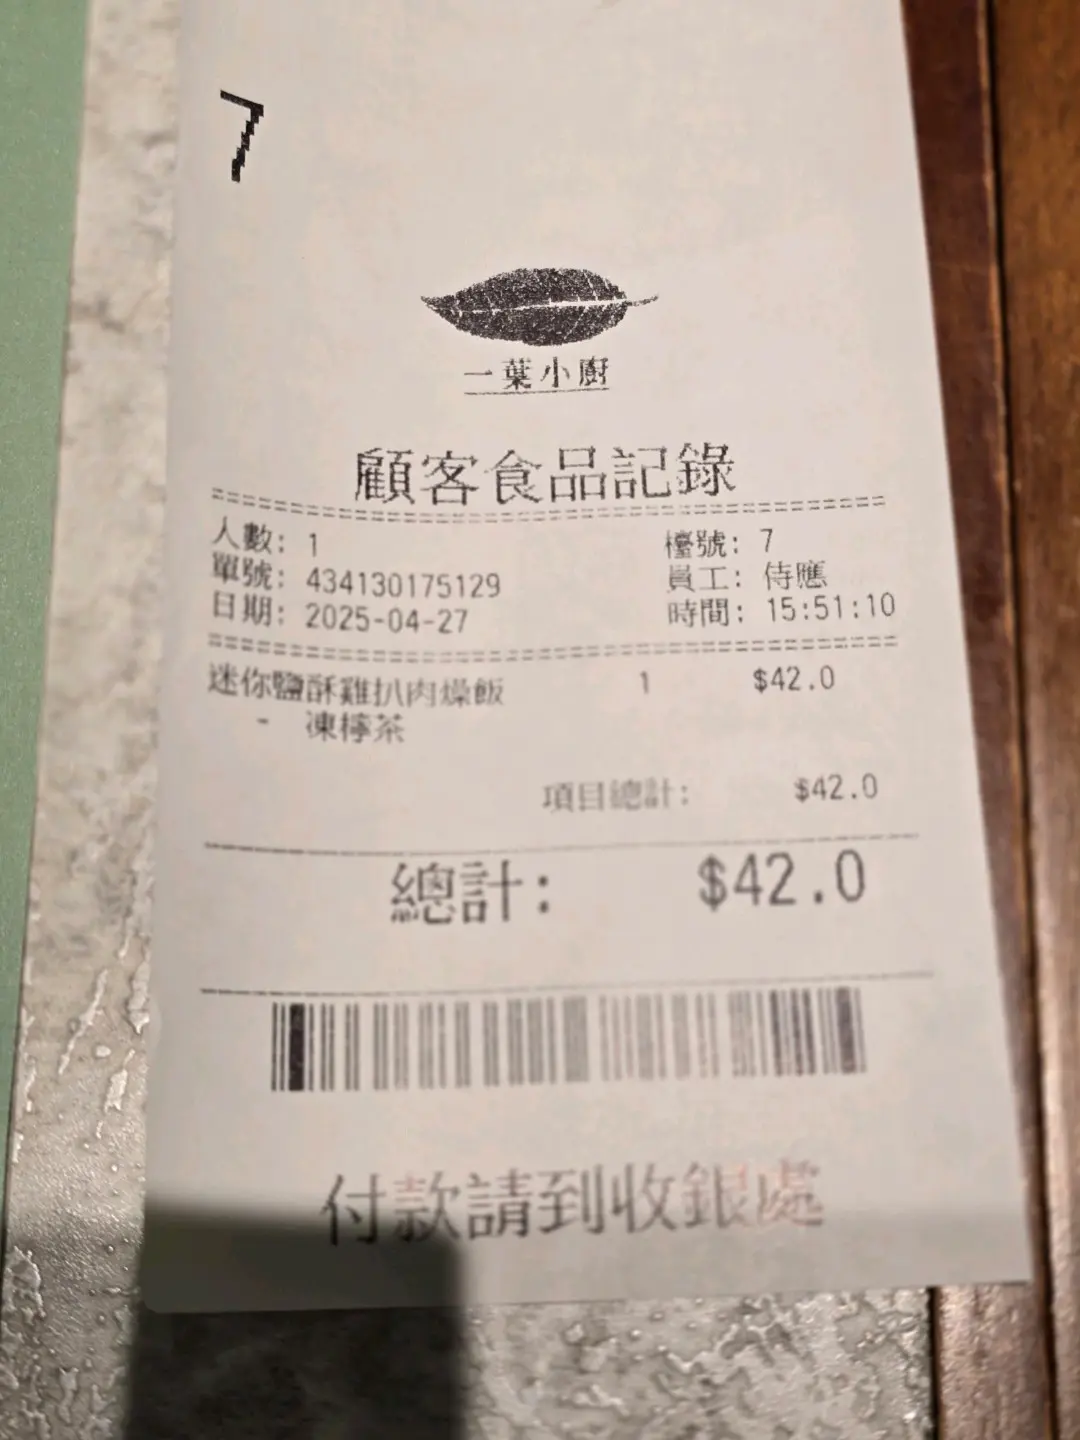 7
一葉小廚
顧客食品記錄
人數: 1 檯號: 7
單號: 434130175129 員工: 侍應
日期: 2025-04-27 時間: 15:51:10
迷你鹽酥雞扒肉燥飯 1 $42.0
- 凍檸茶
項目總計: $42.0
總計: $42.0
付款請到收銀處